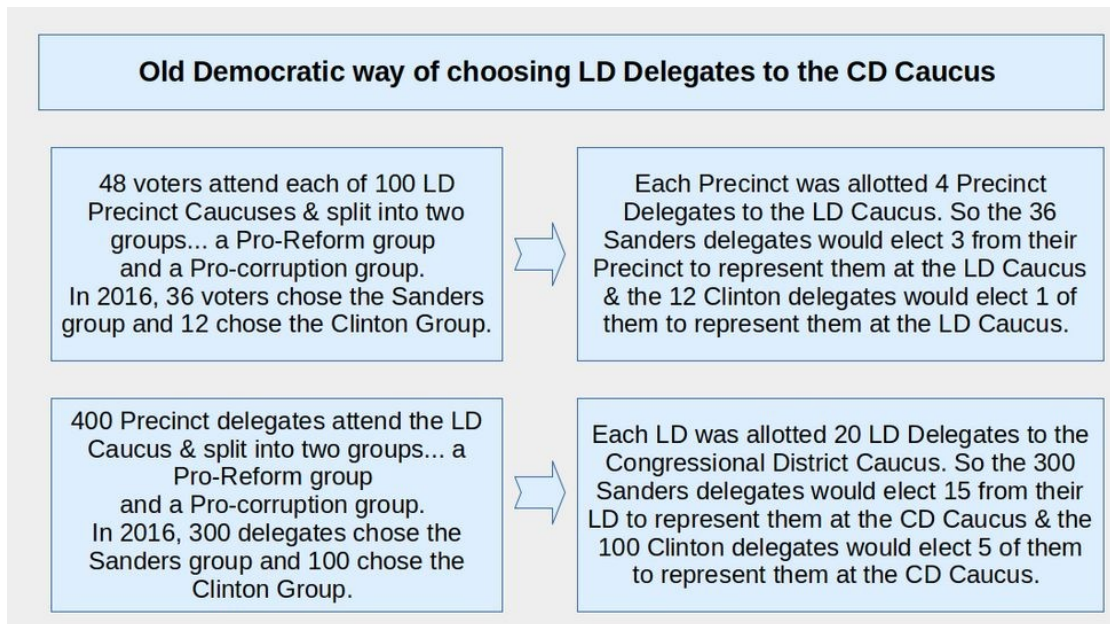 Old Democratic way of choosing LD Delegates to the CD Caucus
48 voters attend each of 100 LD
Precinct Caucuses & split into two
groups... a Pro-Reform group
and a Pro-corruption group.
In 2016, 36 voters chose the Sanders
group and 12 chose the Clinton Group.
Each Precinct was allotted 4 Precinct
Delegates to the LD Caucus. So the 36
Sanders delegates would elect 3 from their
Precinct to represent them at the LD Caucus
& the 12 Clinton delegates would elect 1 of
them to represent them at the LD Caucus.
400 Precinct delegates attend the LD
Caucus & split into two groups... a
Pro-Reform group
and a Pro-corruption group.
In 2016, 300 delegates chose the
Sanders group and 100 chose the
Clinton Group.
Each LD was allotted 20 LD Delegates to the
Congressional District Caucus. So the 300
Sanders delegates would elect 15 from their
LD to represent them at the CD Caucus & the
100 Clinton delegates would elect 5 of them
to represent them at the CD Caucus.